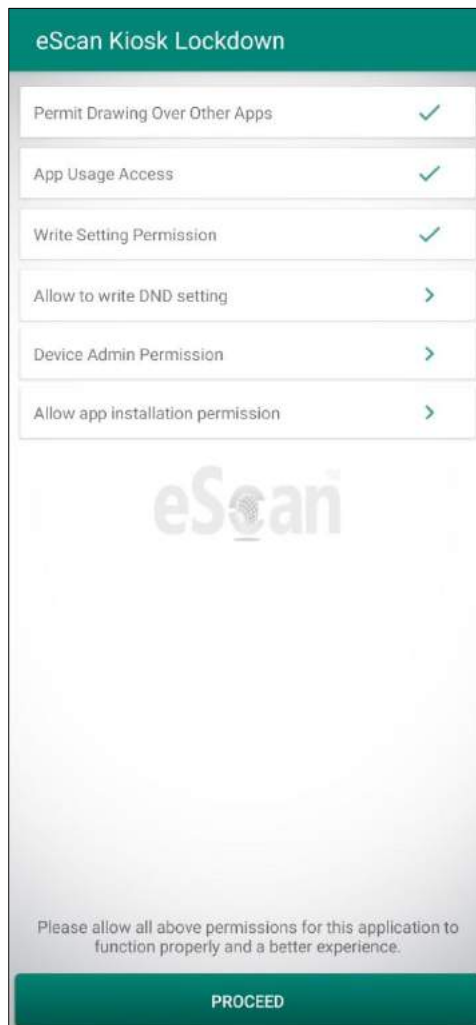 eScan Kiosk Lockdown
Permit Drawing Over Other Apps
App Usage Access
Write Setting Permission
Allow to write DND setting
Device Admin Permission
Allow app installation permission
eScan
Please allow all above permissions for this application to
function properly and a better experience.
PROCEED